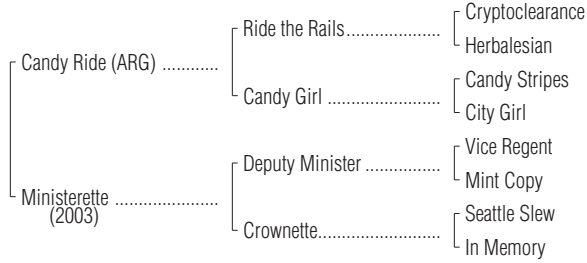 Cryptoclearance
Ride the Rails
Herbalesian
Candy Ride (ARG)
Candy Stripes
Candy Girl
City Girl
Vice Regent
Deputy Minister
Mint Copy
Ministerette
(2003)
Seattle Slew
Crownette
In Memory